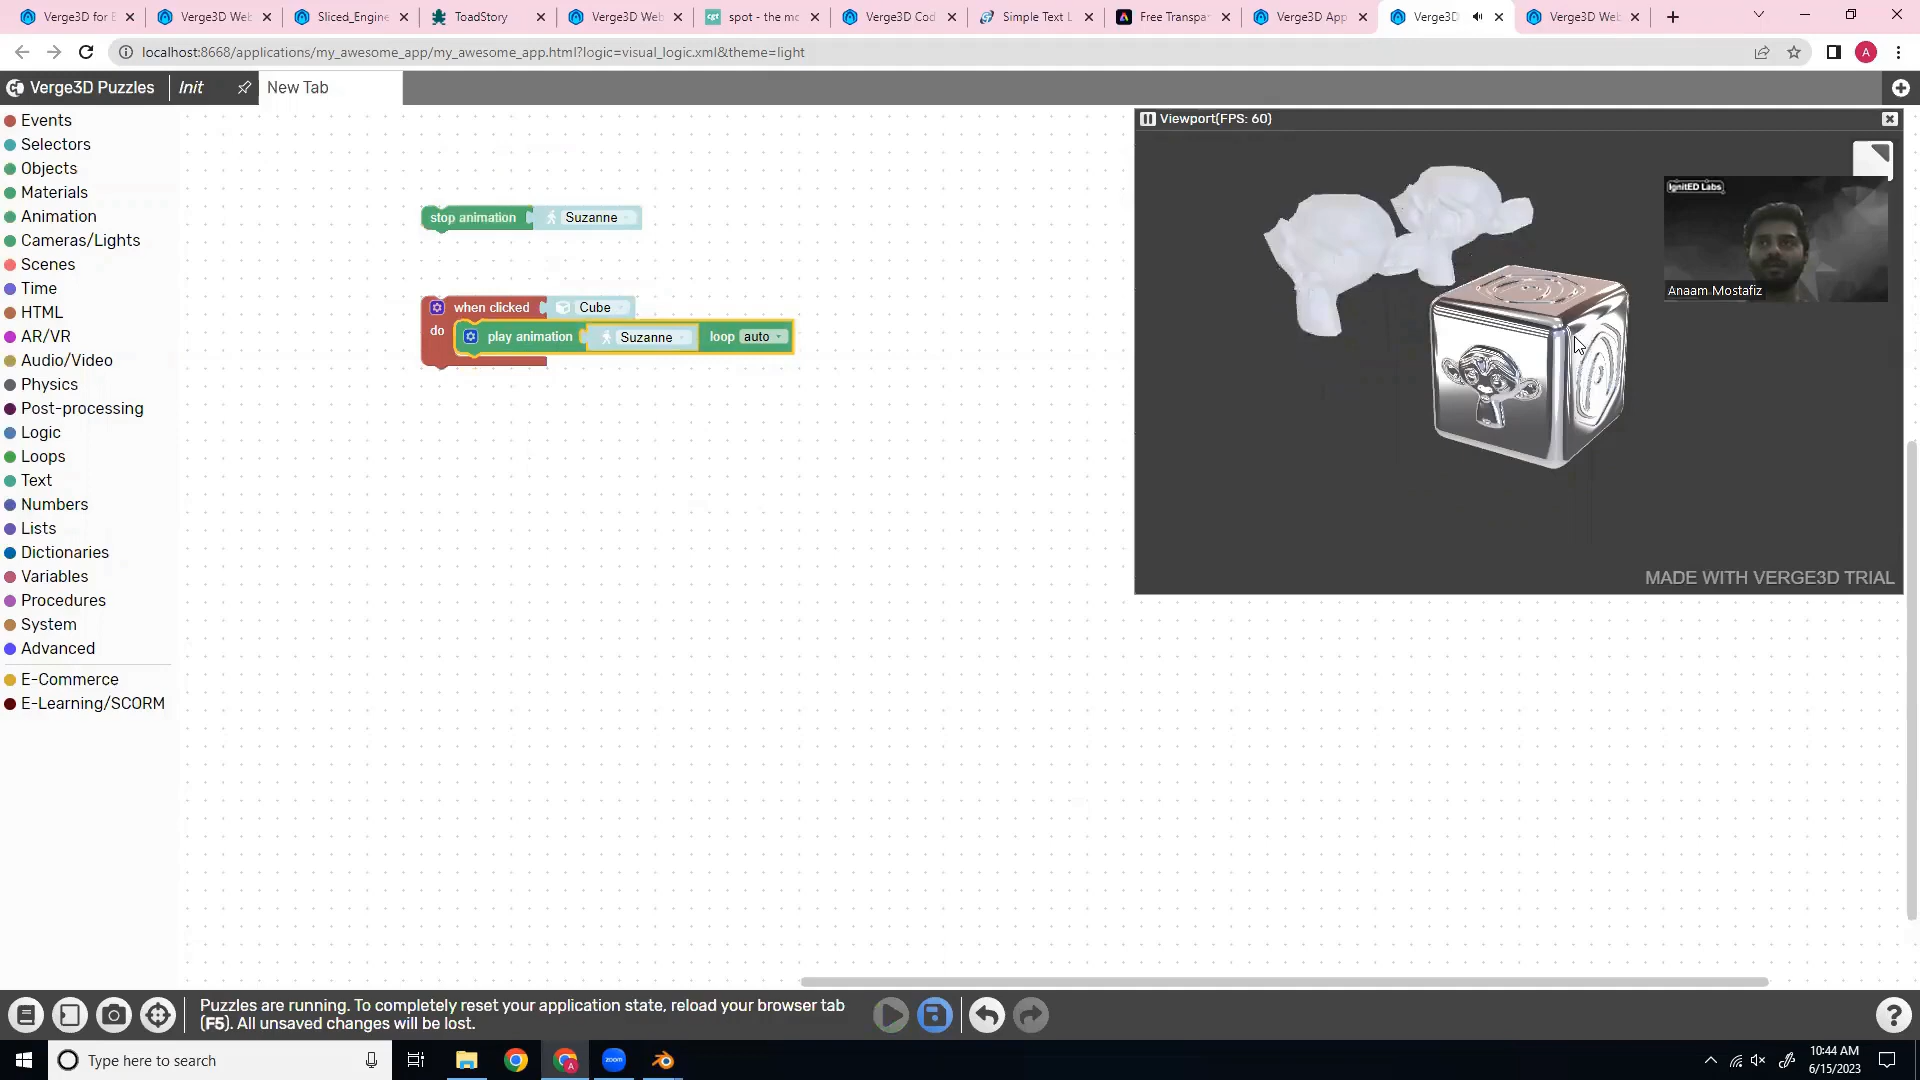 Verge3D for E
Verge3D Web
Sliced_Engine
ToadStory
Verge3D Web
spot - the mo
Verge3D Cod
Simple Text L
Free Transpa
Verge3D App
Verge3D
Verge3D Web
localhost:8668/applications/my_awesome_app/my_awesome_app.html?logic=visual_logic.xml&theme=light
A
Verge3D Puzzles
Init
New Tab
Events
Selectors
Objects
Materials
Animation
Cameras/Lights
Scenes
Time
HTML
AR/VR
Audio/Video
Physics
Post-processing
Logic
Loops
Text
Numbers
Lists
Dictionaries
Variables
Procedures
System
Advanced
E-Commerce
E-Learning/SCORM
stop animation Suzanne
when clicked Cube
do play animation Suzanne loop auto
Viewport(FPS: 60)
IgnitED Labs
Anaam Mostafiz
MADE WITH VERGE3D TRIAL
Puzzles are running. To completely reset your application state, reload your browser tab
(F5). All unsaved changes will be lost.
?
Type here to search
zoom
10:44 AM
6/15/2023